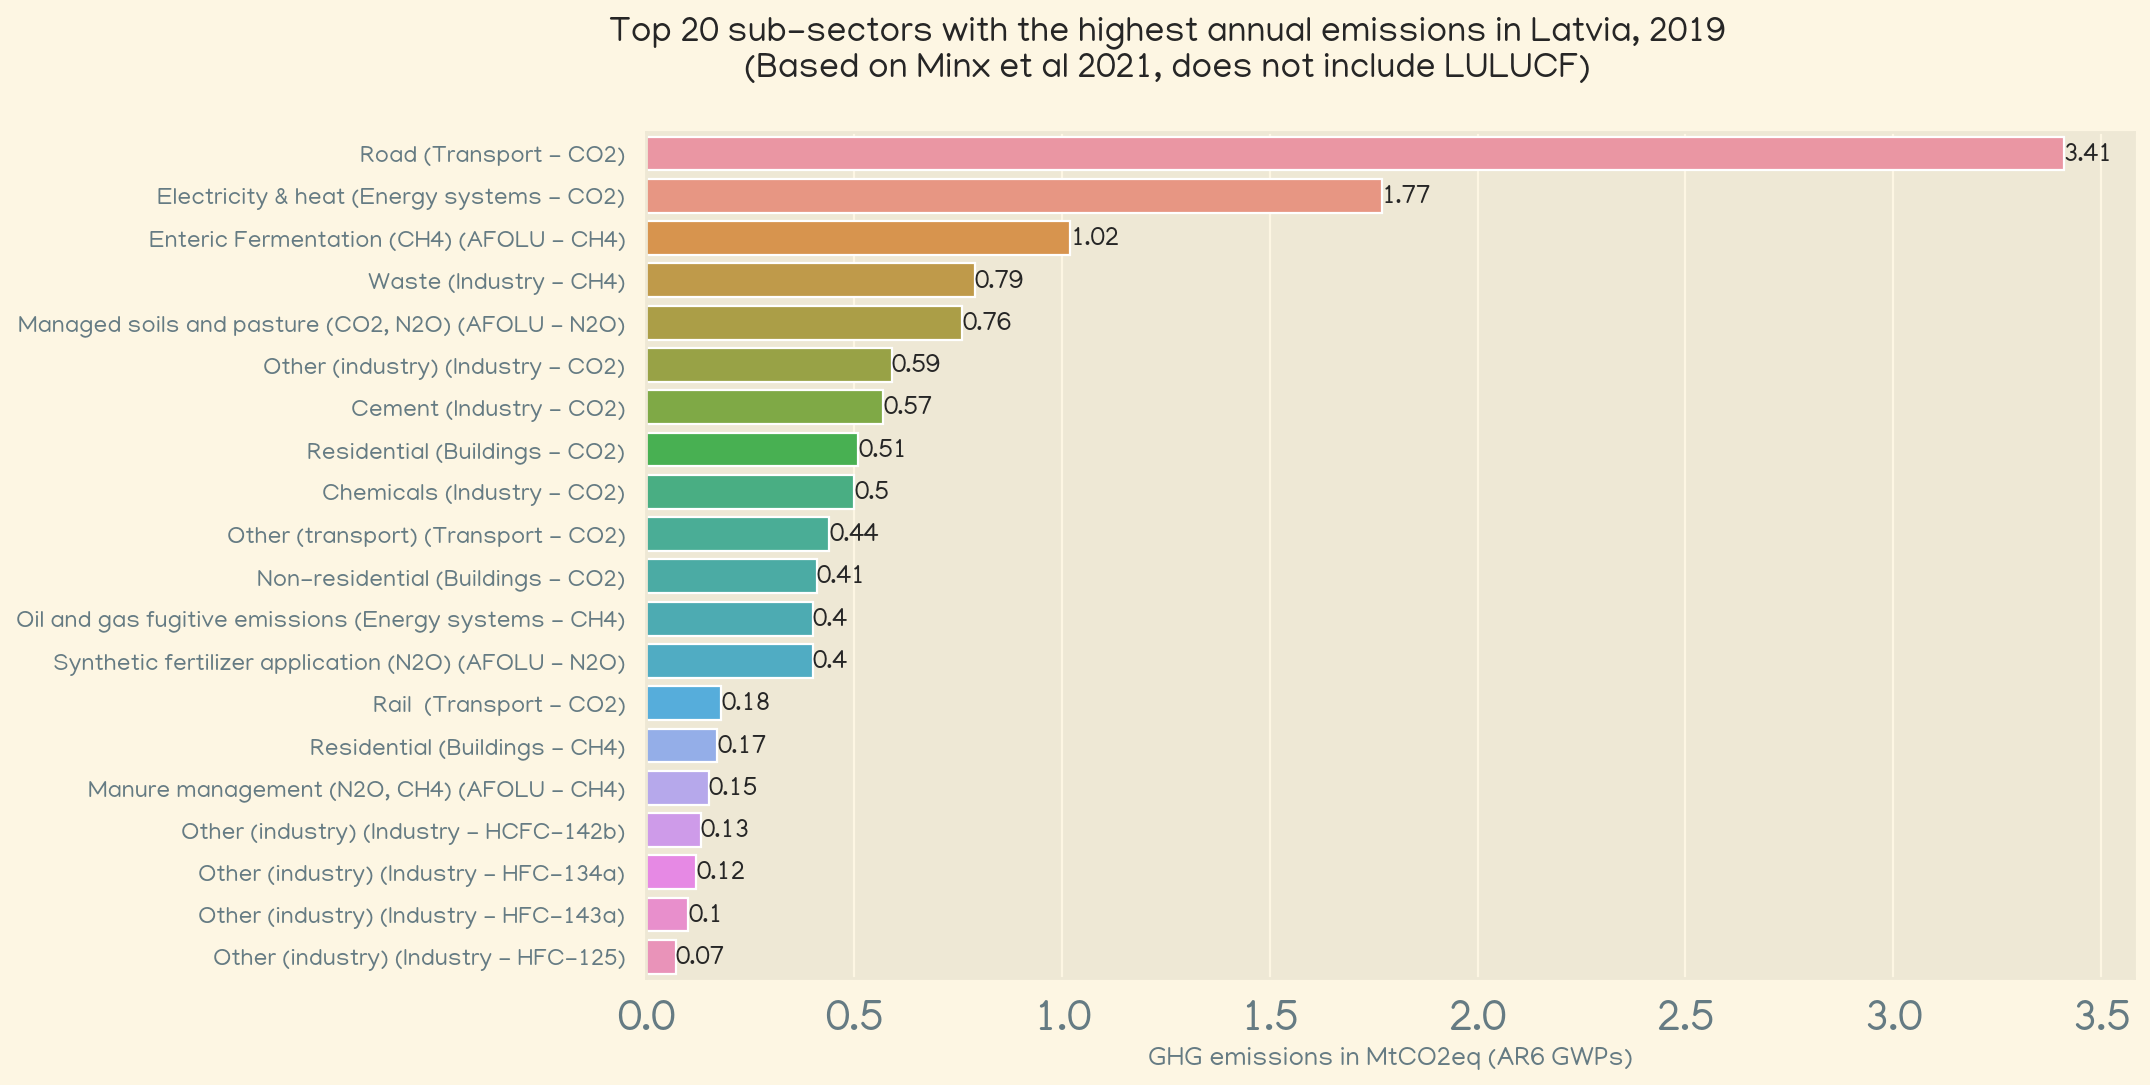 Top 20 sub-sectors with the highest annual emissions in Latvia, 2019
(Based on Minx et al 2021, does not include LULUCF)
Road (Transport - CO2) 3.41
Electricity & heat (Energy systems - CO2) 1.77
Enteric Fermentation (CH4) (AFOLU - CH4) 1.02
Waste (Industry - CH4) 0.79
Managed soils and pasture (CO2, N2O) (AFOLU - N2O) 0.76
Other (industry) (Industry - CO2) 0.59
Cement (Industry - CO2) 0.57
Residential (Buildings - CO2) 0.51
Chemicals (Industry - CO2) 0.5
Other (transport) (Transport - CO2) 0.44
Non-residential (Buildings - CO2) 0.41
Oil and gas fugitive emissions (Energy systems - CH4) 0.4
Synthetic fertilizer application (N2O) (AFOLU - N2O) 0.4
Rail  (Transport - CO2) 0.18
Residential (Buildings - CH4) 0.17
Manure management (N2O, CH4) (AFOLU - CH4) 0.15
Other (industry) (Industry - HCFC-142b) 0.13
Other (industry) (Industry - HFC-134a) 0.12
Other (industry) (Industry - HFC-143a) 0.1
Other (industry) (Industry - HFC-125) 0.07
0.0 0.5 1.0 1.5 2.0 2.5 3.0 3.5
GHG emissions in MtCO2eq (AR6 GWPs)